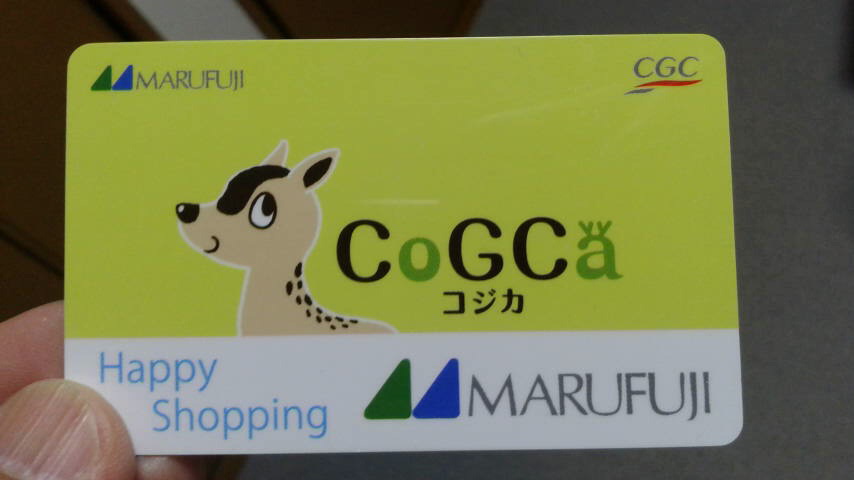 MARUFUJI
CGC
CoGCa
コジカ
Happy
Shopping
MARUFUJI